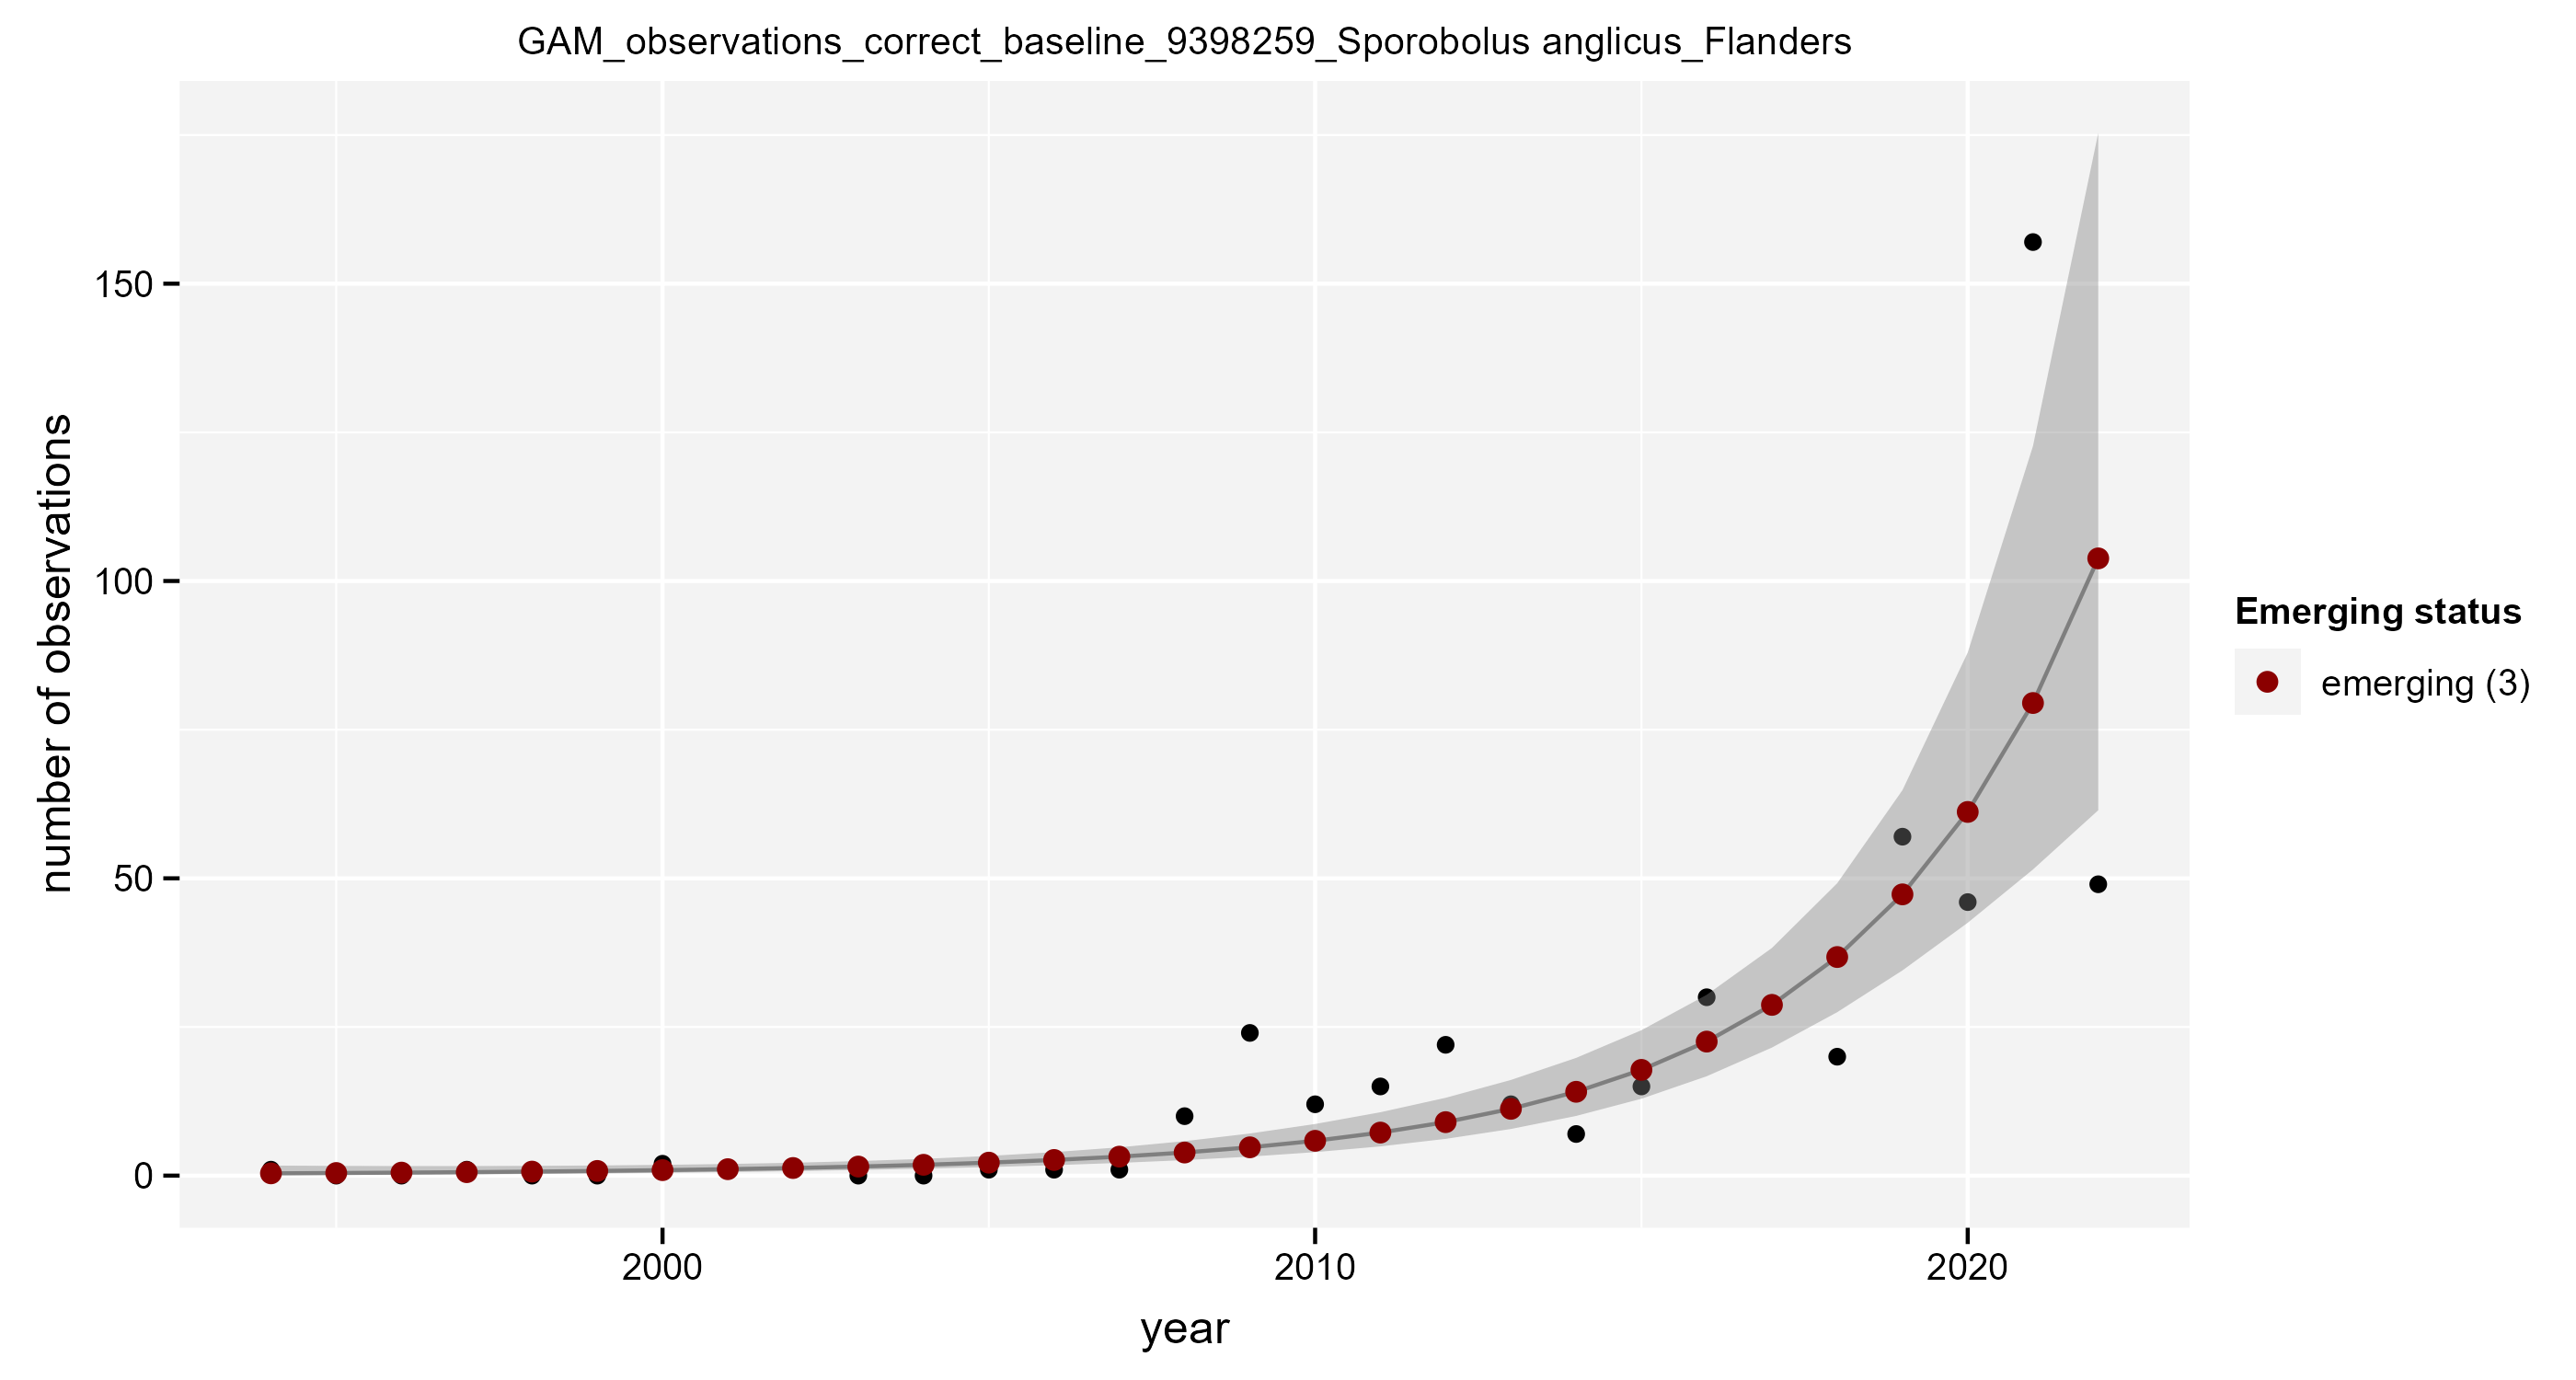 GAM_observations_correct_baseline_9398259_Sporobolus anglicus_Flanders
number of observations
150
100
50
0
2000
2010
2020
year
Emerging status
emerging (3)